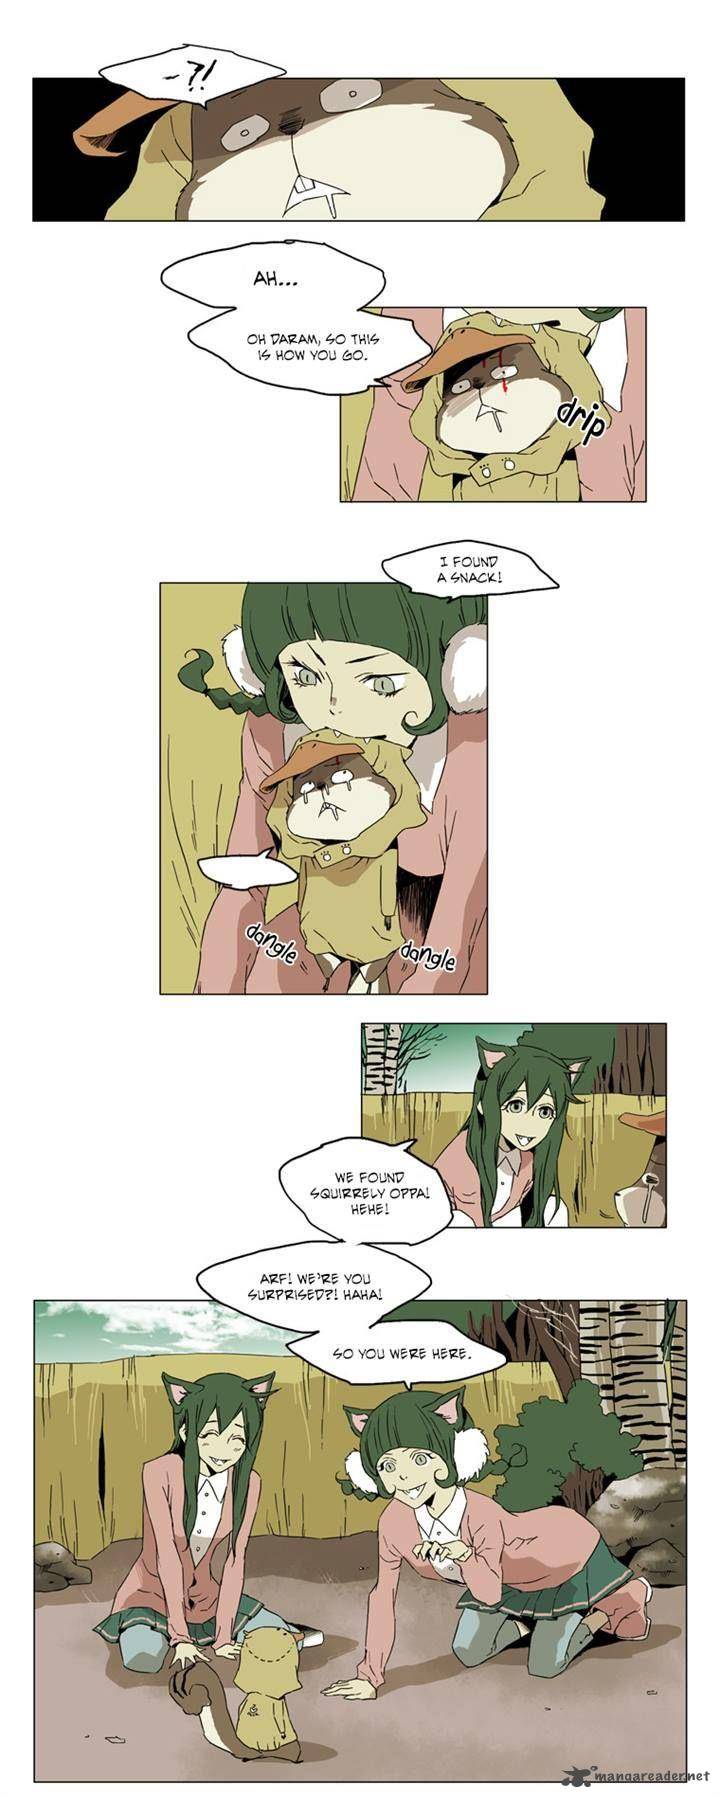 -?!
AH...
OH DARAM, SO THIS
IS HOW YOU GO.
drip
I FOUND
A SNACK!
dangle
dangle
WE FOUND
SQUIRRELY OPPA!
HEHE!
ARF! WE'RE YOU
SURPRISED?! HAHA!
SO YOU WERE HERE.
mangareader.net